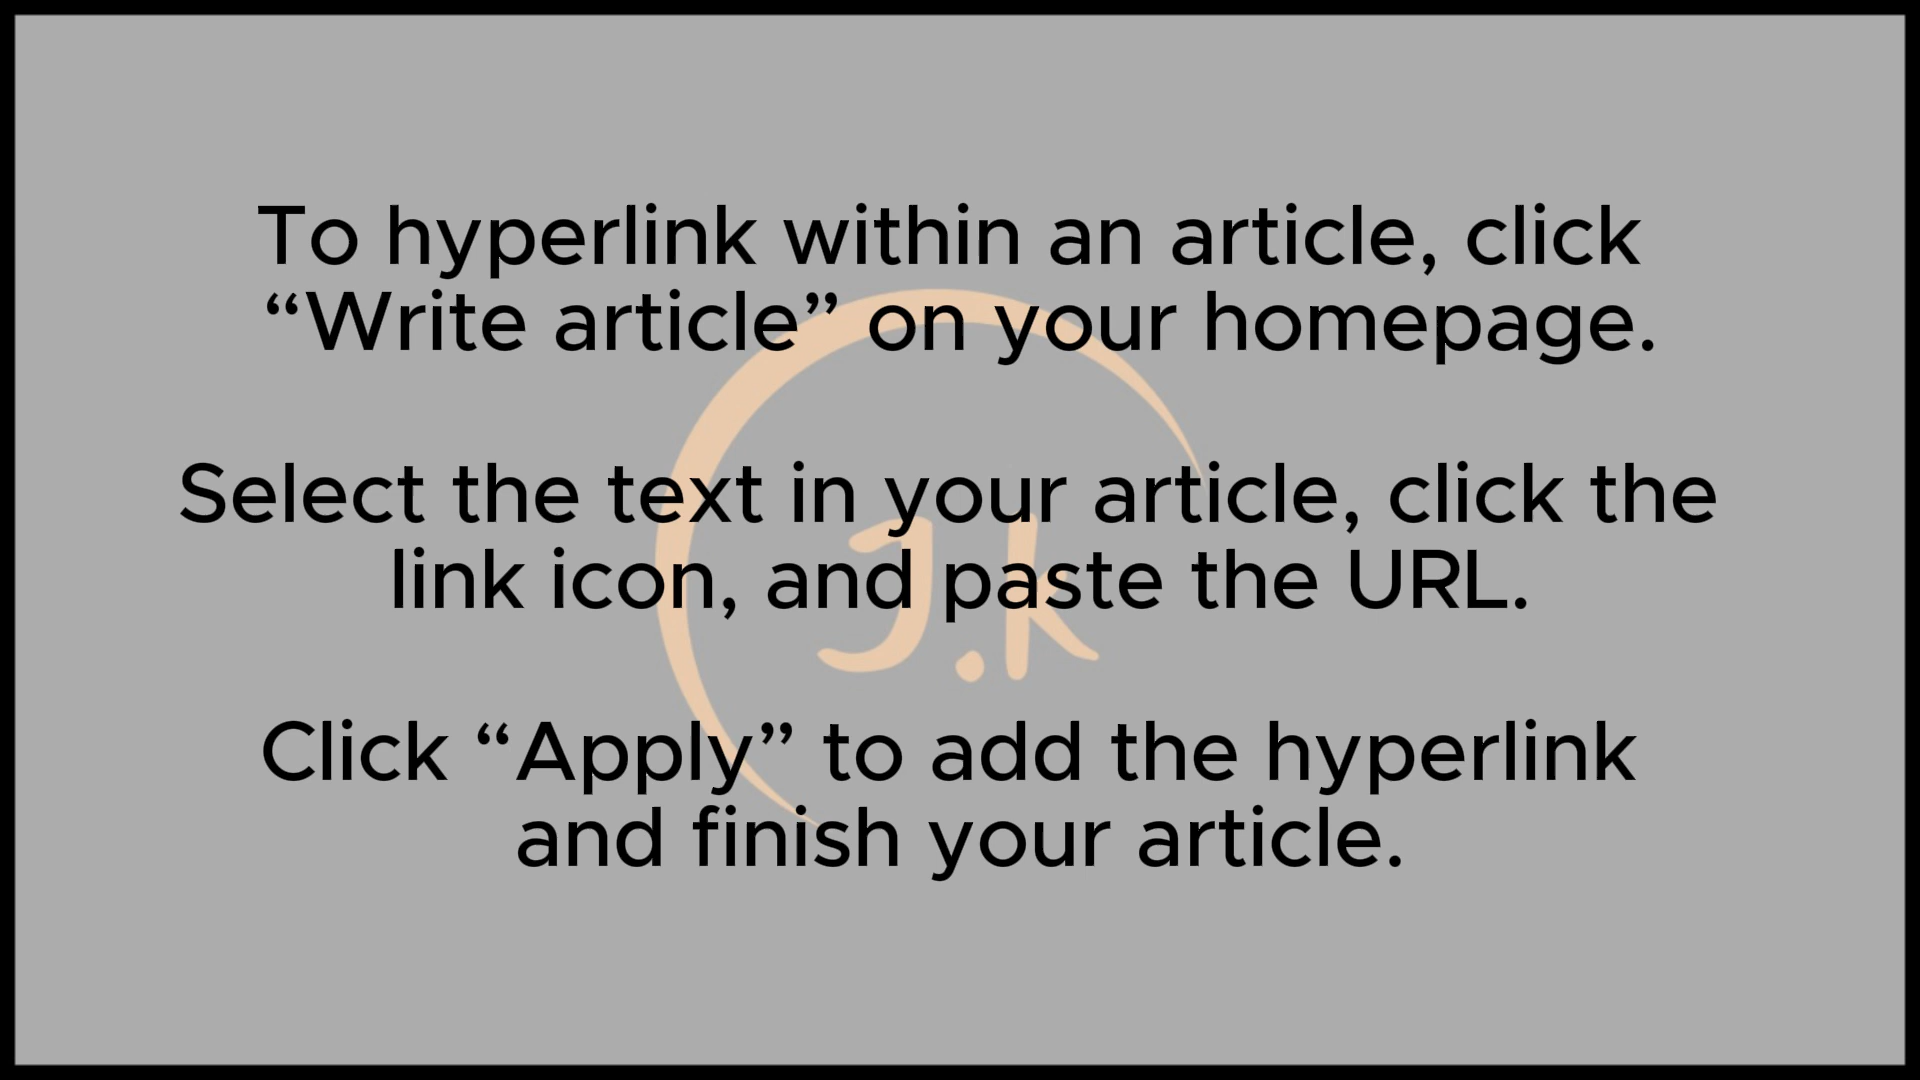 To hyperlink within an article, click
“Write article” on your homepage.
Select the text in your article, click the
link icon, and paste the URL.
Click “Apply” to add the hyperlink
and finish your article.
J.K